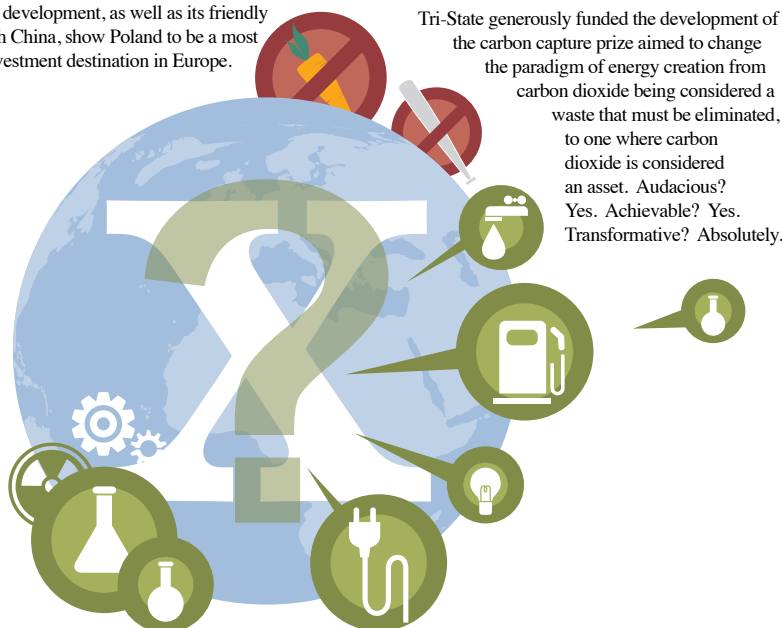 development, as well as its friendly
China, show Poland to be a most
destination in Europe.
Tri-State generously funded the development of
the carbon capture prize aimed to change
the paradigm of energy creation from
carbon dioxide being considered a
waste that must be eliminated,
to one where carbon
dioxide is considered
an asset. Audacious?
Yes. Achievable? Yes.
Transformative? Absolutely.
X
?